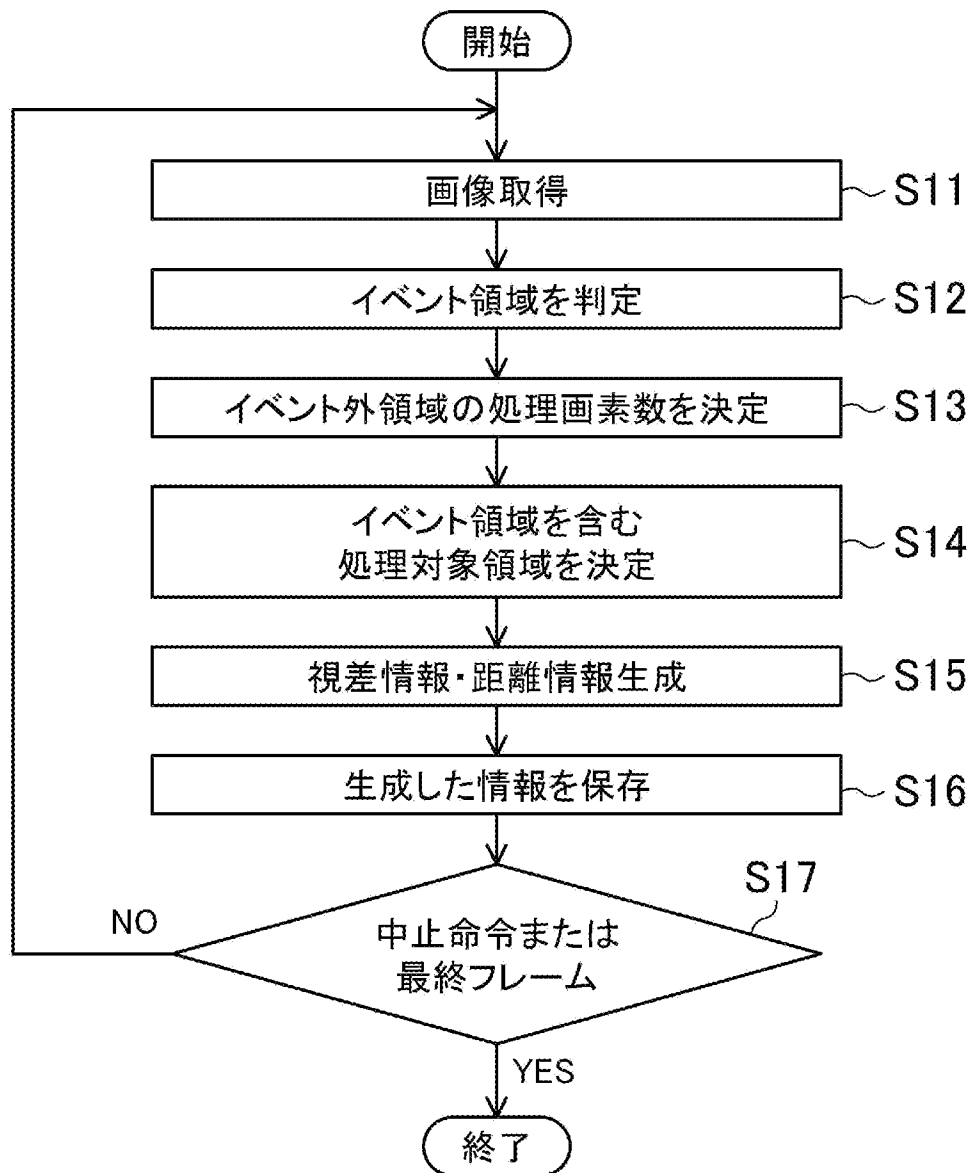 開始
画像取得
S11
イベント領域を判定
S12
イベント外領域の処理画素数を決定
S13
イベント領域を含む
処理対象領域を決定
S14
視差情報・距離情報生成
S15
生成した情報を保存
S16
S17
中止命令または
最終フレーム
NO
YES
終了